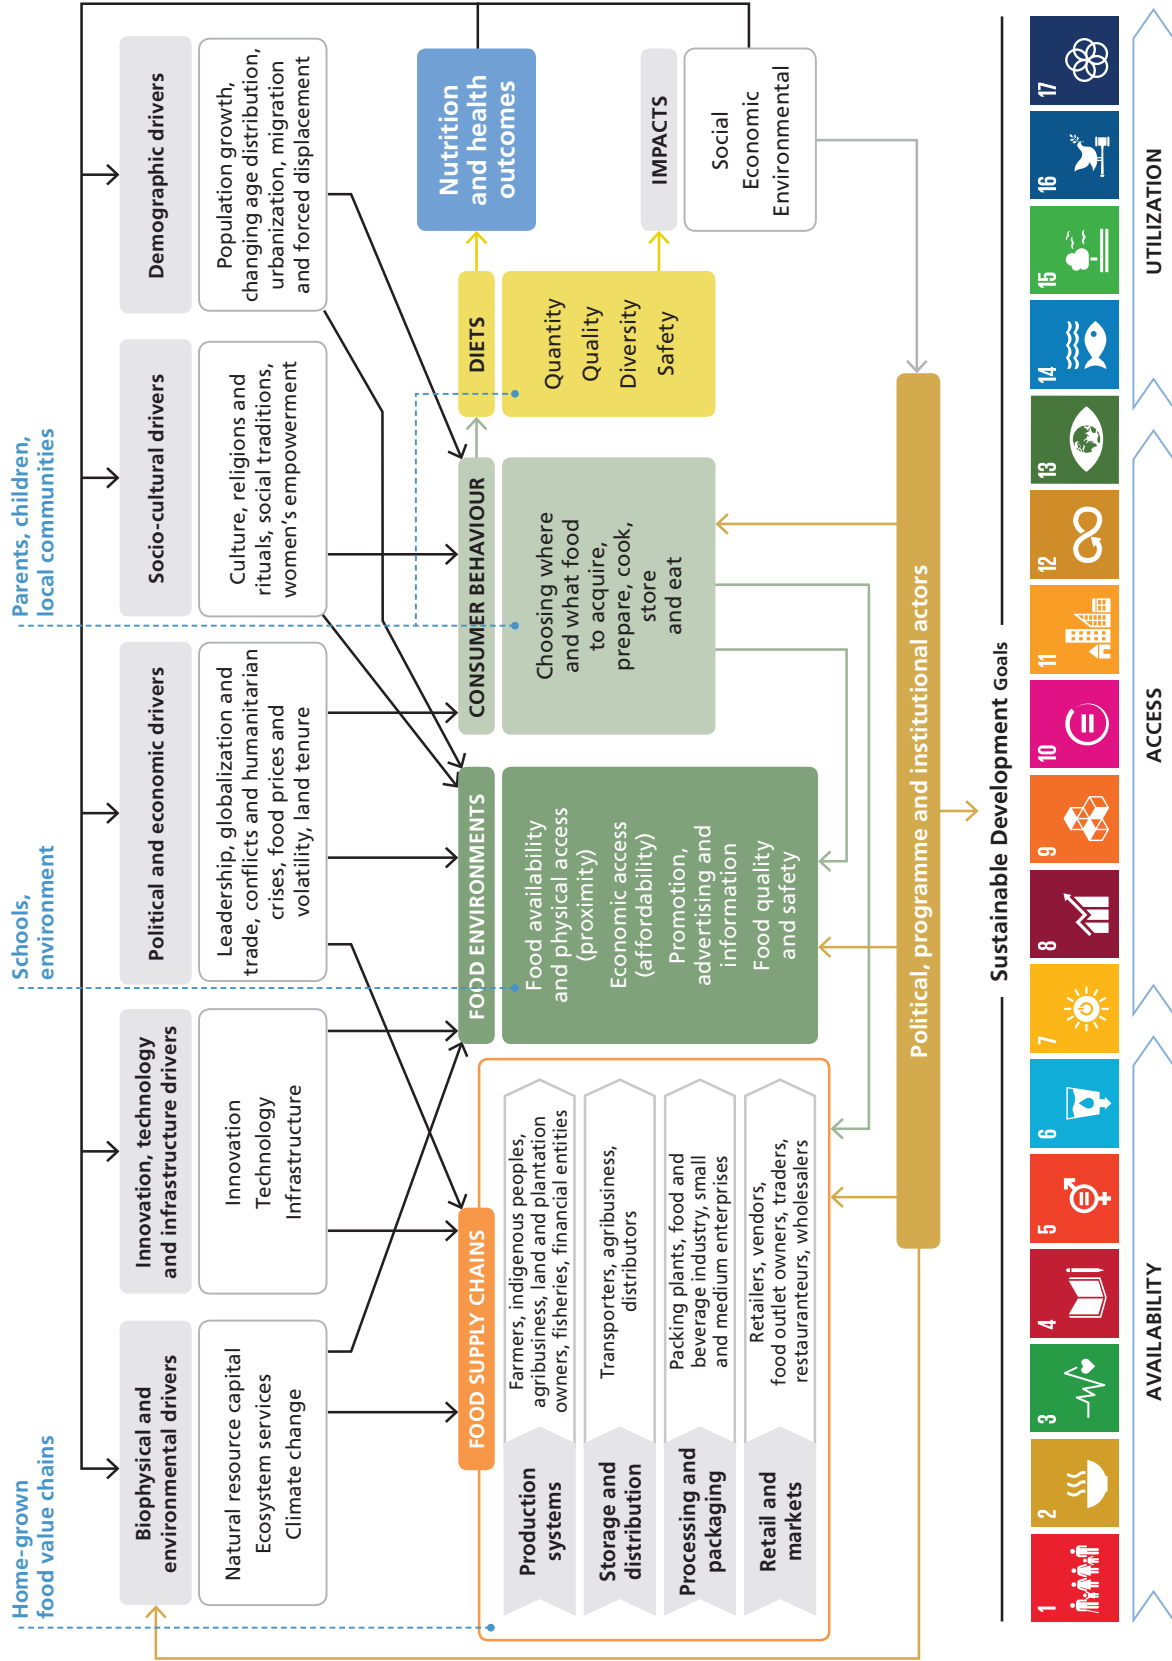 Home-grown
food value chains
Schools,
environment
Parents, children,
local communities
Biophysical and
environmental drivers
Natural resource capital
Ecosystem services
Climate change
Innovation, technology
and infrastructure drivers
Innovation
Technology
Infrastructure
Political and economic drivers
Leadership, globalization and
trade, conflicts and humanitarian
crises, food prices and
volatility, land tenure
Socio-cultural drivers
Culture, religions and
rituals, social traditions,
women's empowerment
Demographic drivers
Population growth,
changing age distribution,
urbanization, migration
and forced displacement
FOOD SUPPLY CHAINS
Production
systems
Farmers, indigenous peoples,
agribusiness, land and plantation
owners, fisheries, financial entities
Storage and
distribution
Transporters, agribusiness,
distributors
Processing and
packaging
Packing plants, food and
beverage industry, small
and medium enterprises
Retail and
markets
Retailers, vendors,
food outlet owners, traders,
restauranteurs, wholesalers
FOOD ENVIRONMENTS
Food availability
and physical access
(proximity)
Economic access
(affordability)
Promotion,
advertising and
information
Food quality
and safety
CONSUMER BEHAVIOUR
Choosing where
and what food
to acquire,
prepare, cook,
store
and eat
DIETS
Quantity
Quality
Diversity
Safety
Nutrition
and health
outcomes
IMPACTS
Social
Economic
Environmental
Political, programme and institutional actors
Sustainable Development Goals
1 2 3 4 5 6 7 8 9 10 11 12 13 14 15 16 17
AVAILABILITY
ACCESS
UTILIZATION